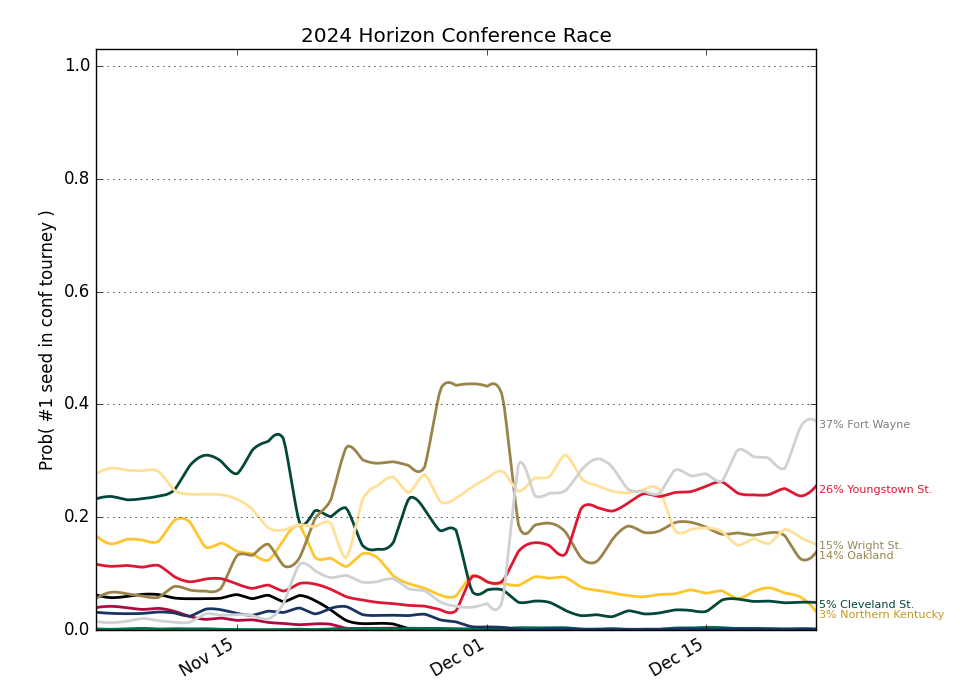 2024 Horizon Conference Race
Prob( #1 seed in conf tourney )
1.0
0.8
0.6
0.4
0.2
0.0
Nov 15
Dec 01
Dec 15
37% Fort Wayne
26% Youngstown St.
15% Wright St.
14% Oakland
5% Cleveland St.
3% Northern Kentucky